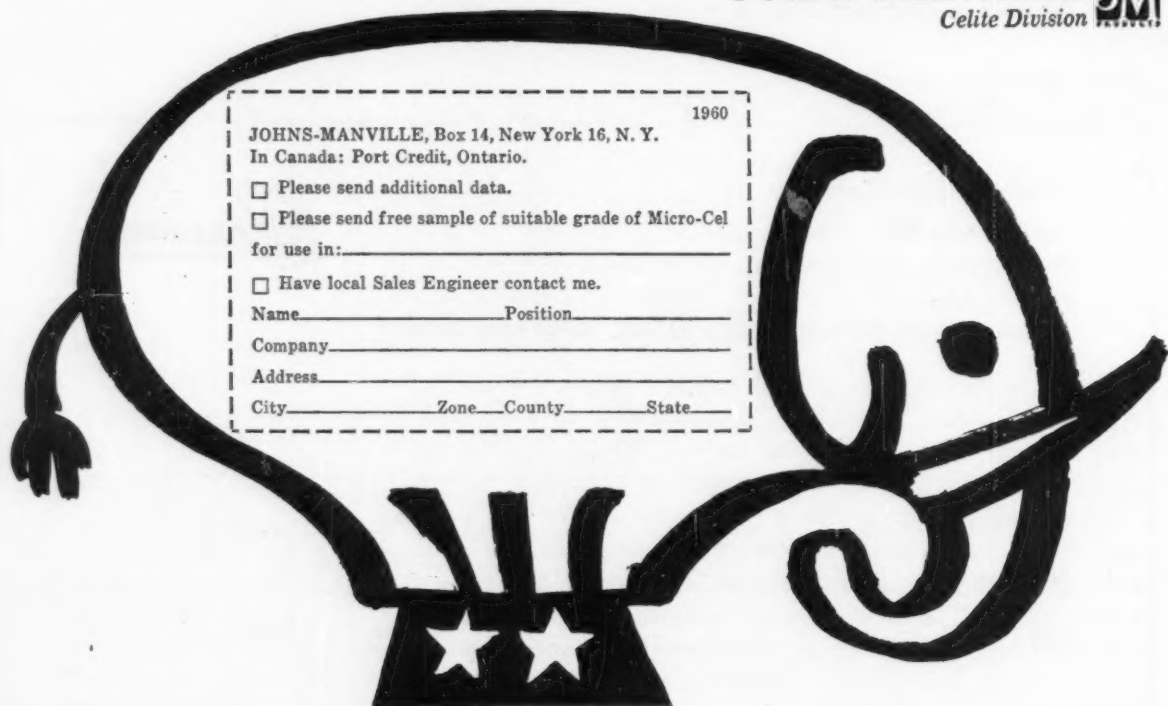 Celite Division JM
PRODUCTS
1960
JOHNS-MANVILLE, Box 14, New York 16, N. Y.
In Canada: Port Credit, Ontario.
☐ Please send additional data.
☐ Please send free sample of suitable grade of Micro-Cel
for use in:
☐ Have local Sales Engineer contact me.
Name Position
Company
Address
City Zone County State